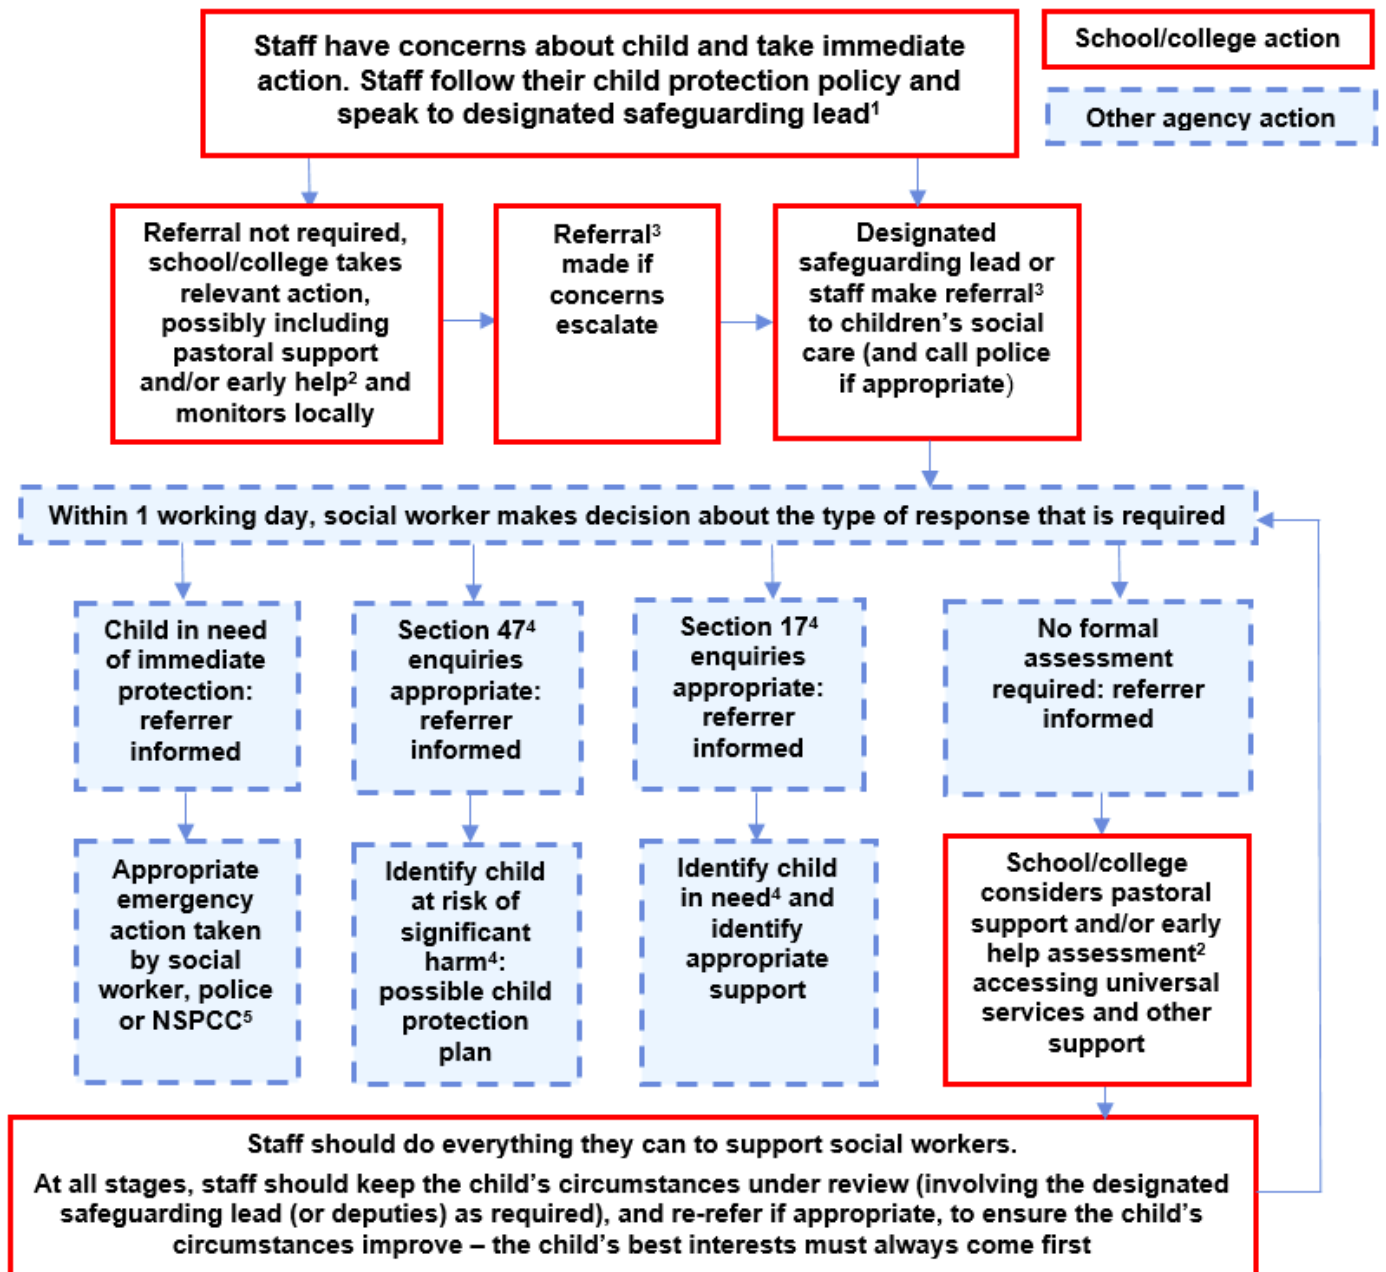 Staff have concerns about child and take immediate
action. Staff follow their child protection policy and
speak to designated safeguarding lead¹
School/college action
Other agency action
Referral not required,
school/college takes
relevant action,
possibly including
pastoral support
and/or early help² and
monitors locally
Referral³
made if
concerns
escalate
Designated
safeguarding lead or
staff make referral³
to children’s social
care (and call police
if appropriate)
Within 1 working day, social worker makes decision about the type of response that is required
Child in need
of immediate
protection:
referrer
informed
Section 47⁴
enquiries
appropriate:
referrer
informed
Section 17⁴
enquiries
appropriate:
referrer
informed
No formal
assessment
required: referrer
informed
Appropriate
emergency
action taken
by social
worker, police
or NSPCC⁵
Identify child
at risk of
significant
harm⁴:
possible child
protection
plan
Identify child
in need⁴ and
identify
appropriate
support
School/college
considers pastoral
support and/or early
help assessment²
accessing universal
services and other
support
Staff should do everything they can to support social workers.
At all stages, staff should keep the child’s circumstances under review (involving the designated
safeguarding lead (or deputies) as required), and re-refer if appropriate, to ensure the child’s
circumstances improve – the child’s best interests must always come first